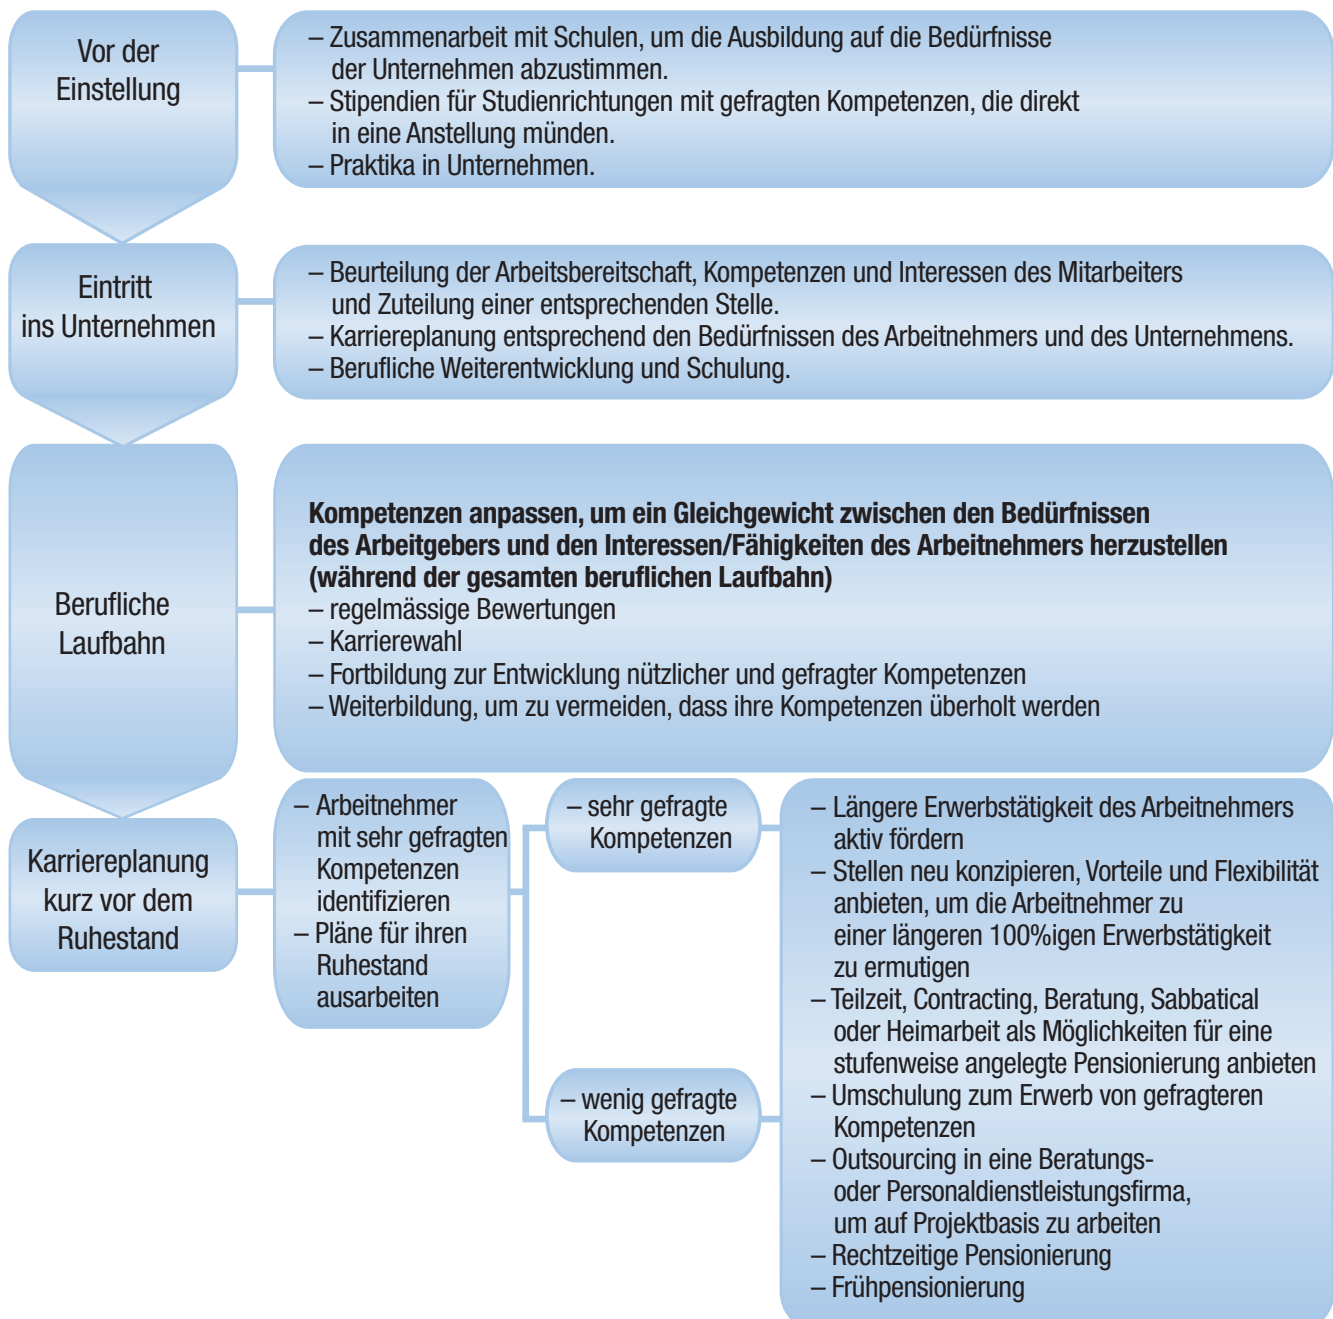 Vor der
Einstellung
– Zusammenarbeit mit Schulen, um die Ausbildung auf die Bedürfnisse
der Unternehmen abzustimmen.
– Stipendien für Studienrichtungen mit gefragten Kompetenzen, die direkt
in eine Anstellung münden.
– Praktika in Unternehmen.
Eintritt
ins Unternehmen
– Beurteilung der Arbeitsbereitschaft, Kompetenzen und Interessen des Mitarbeiters
und Zuteilung einer entsprechenden Stelle.
– Karriereplanung entsprechend den Bedürfnissen des Arbeitnehmers und des Unternehmens.
– Berufliche Weiterentwicklung und Schulung.
Berufliche
Laufbahn
Kompetenzen anpassen, um ein Gleichgewicht zwischen den Bedürfnissen
des Arbeitgebers und den Interessen/Fähigkeiten des Arbeitnehmers herzustellen
(während der gesamten beruflichen Laufbahn)
– regelmässige Bewertungen
– Karrierewahl
– Fortbildung zur Entwicklung nützlicher und gefragter Kompetenzen
– Weiterbildung, um zu vermeiden, dass ihre Kompetenzen überholt werden
Karriereplanung
kurz vor dem
Ruhestand
– Arbeitnehmer
mit sehr gefragten
Kompetenzen
identifizieren
– Pläne für ihren
Ruhestand
ausarbeiten
– sehr gefragte
Kompetenzen
– wenig gefragte
Kompetenzen
– Längere Erwerbstätigkeit des Arbeitnehmers
aktiv fördern
– Stellen neu konzipieren, Vorteile und Flexibilität
anbieten, um die Arbeitnehmer zu
einer längeren 100%igen Erwerbstätigkeit
zu ermutigen
– Teilzeit, Contracting, Beratung, Sabbatical
oder Heimarbeit als Möglichkeiten für eine
stufenweise angelegte Pensionierung anbieten
– Umschulung zum Erwerb von gefragteren
Kompetenzen
– Outsourcing in eine Beratungs-
oder Personaldienstleistungsfirma,
um auf Projektbasis zu arbeiten
– Rechtzeitige Pensionierung
– Frühpensionierung